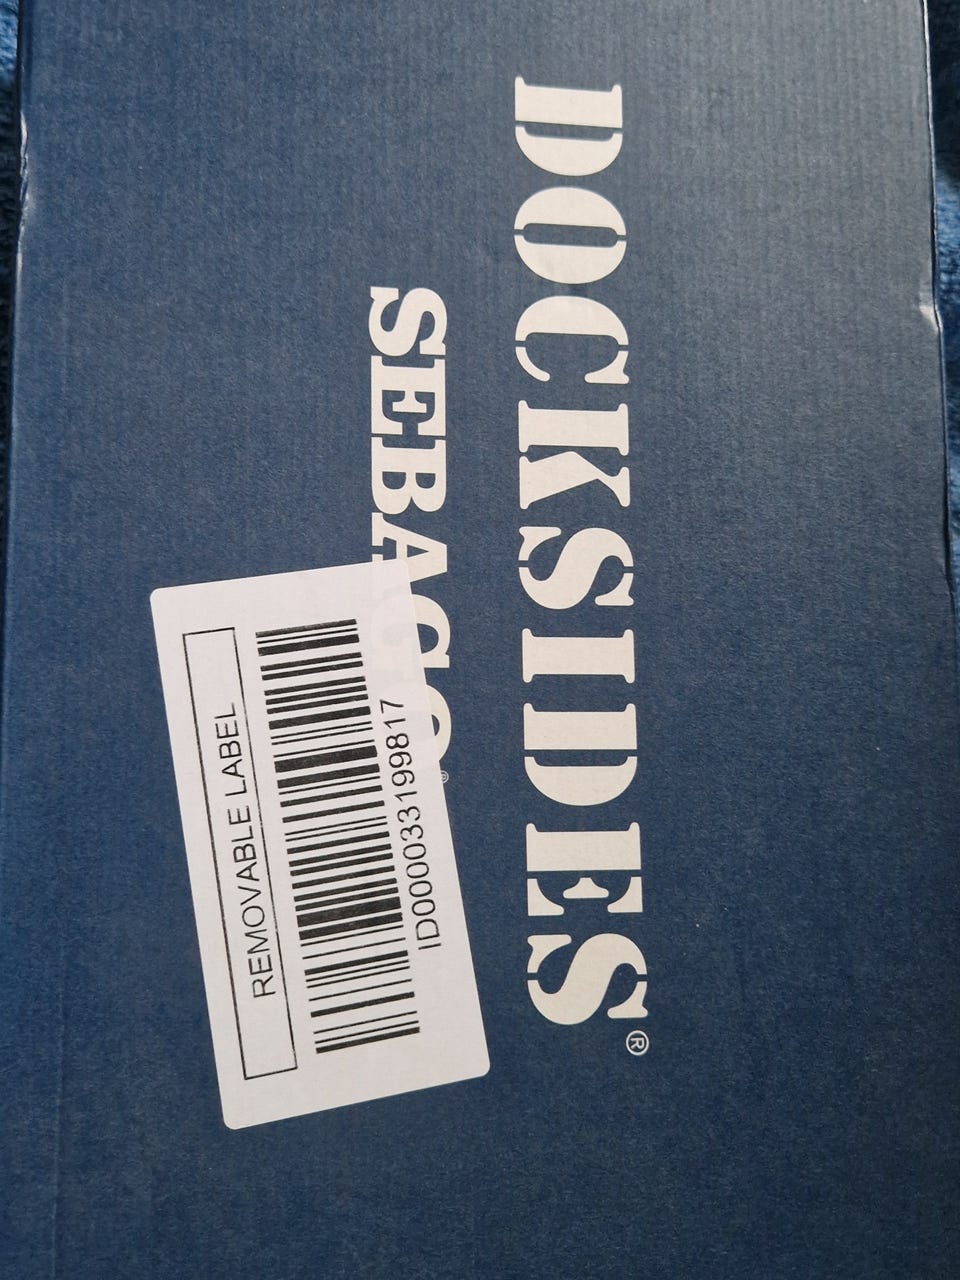 DOCKSIDES®
SEBAGO®
ID000033199817
REMOVABLE LABEL